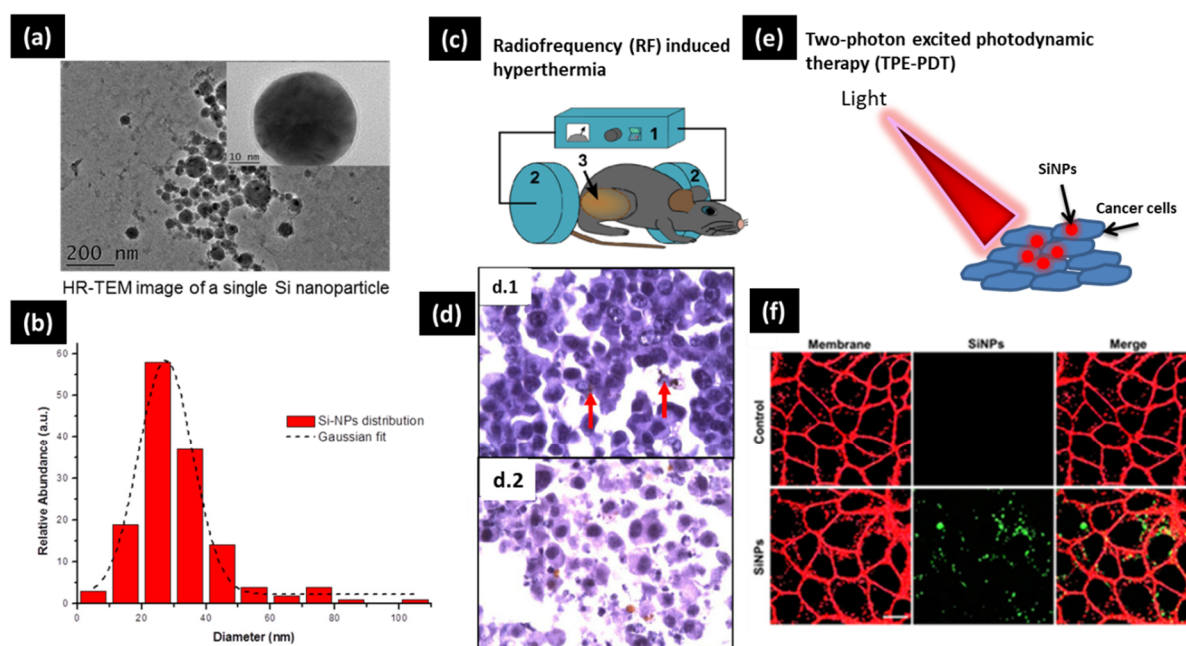 (a)
10 nm
200 nm
HR-TEM image of a single Si nanoparticle
(b)
60
50
40
30
20
10
0
Relative Abundance (a.u.)
Si-NPs distribution
Gaussian fit
0 20 40 60 80 100
Diameter (nm)
(c)
Radiofrequency (RF) induced
hyperthermia
1
3
2
2
(d)
d.1
d.2
(e)
Two-photon excited photodynamic
therapy (TPE-PDT)
Light
SiNPs
Cancer cells
(f)
Membrane SiNPs Merge
Control
SiNPs